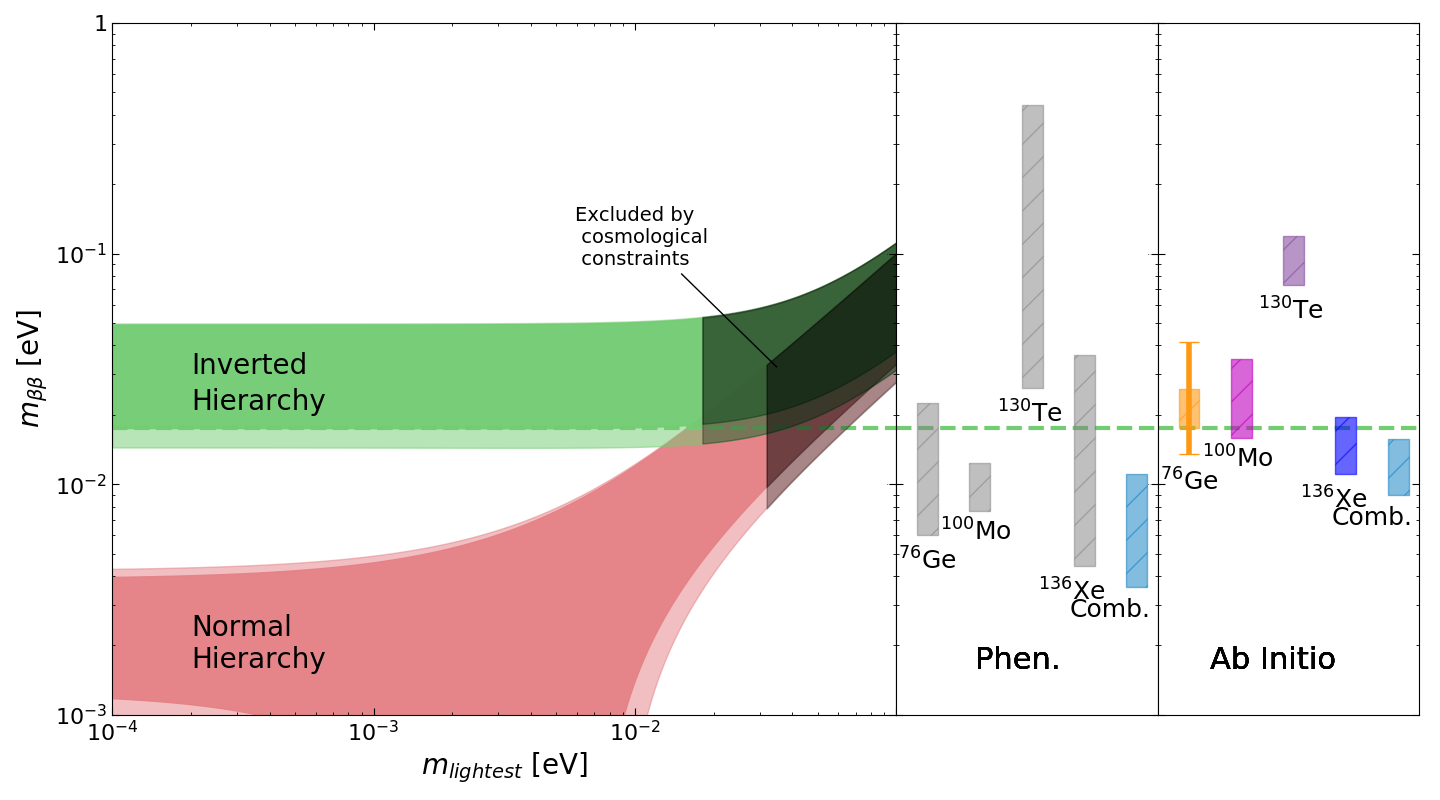 1
10⁻¹
10⁻²
10⁻³
m_ββ [eV]
10⁻⁴
10⁻³
10⁻²
m_lightest [eV]
Excluded by
cosmological
constraints
Inverted
Hierarchy
Normal
Hierarchy
¹³⁰Te
¹⁰⁰Mo
⁷⁶Ge
¹³⁶Xe
Comb.
Phen.
¹³⁰Te
¹⁰⁰Mo
⁷⁶Ge
¹³⁶Xe
Comb.
Ab Initio